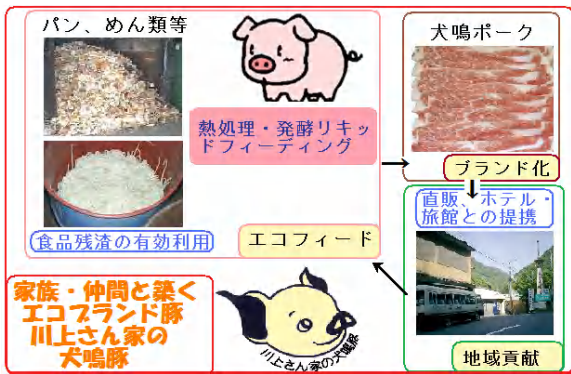 パン、めん類等
熱処理・発酵リキッ
ドフィーディング
食品残渣の有効利用
エコフィード
犬鳴ポーク
ブランド化
直販、ホテル・
旅館との提携
地域貢献
家族・仲間と築く
エコブランド豚
川上さん家の
犬鳴豚
川上さん家の犬鳴豚